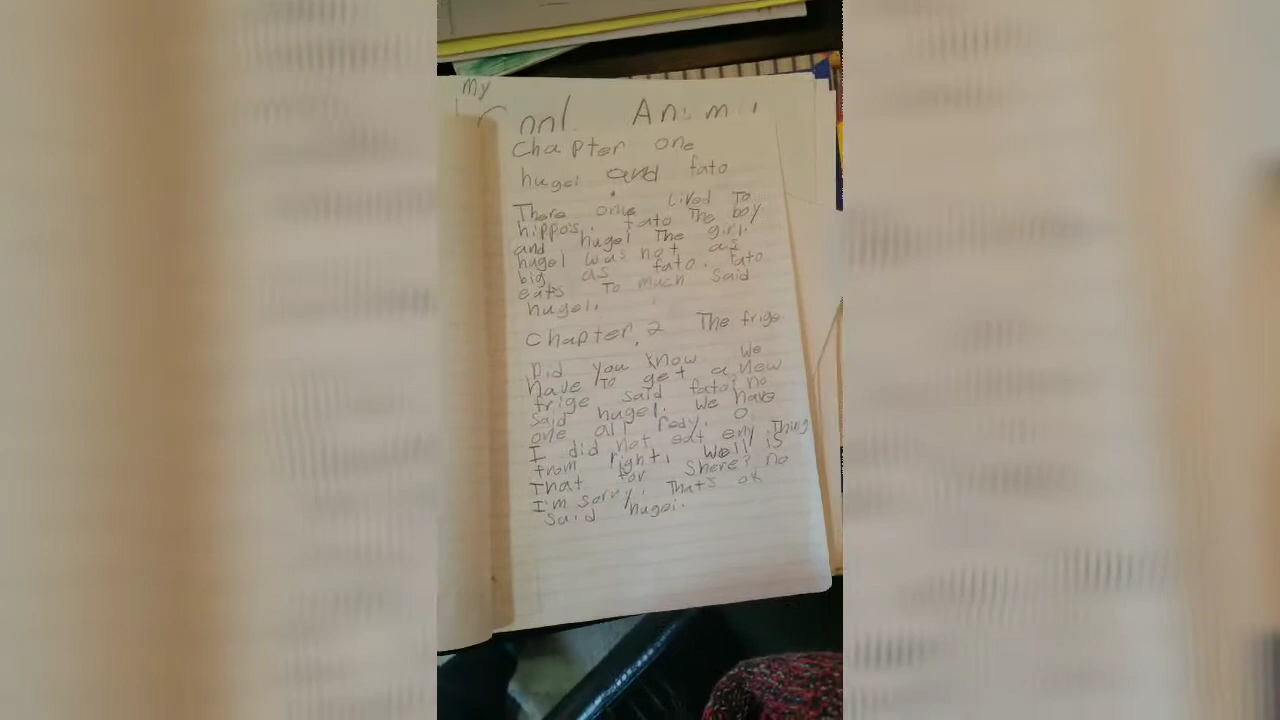 my
Animi
Chapter one
hugel and fato
There once lived To
hippos. fato The boy
and hugel The girl.
hugel was not as
big as fato. fato
eats To much said
hugel.
Chapter 2 The frige
Did you know we
have To get a new
frige said fato? no
said hugel. we have
one all redy. O
I did not eat eny Thing
from right. Well is
That for shere? no
I'm sorry. That's ok
said hugel.